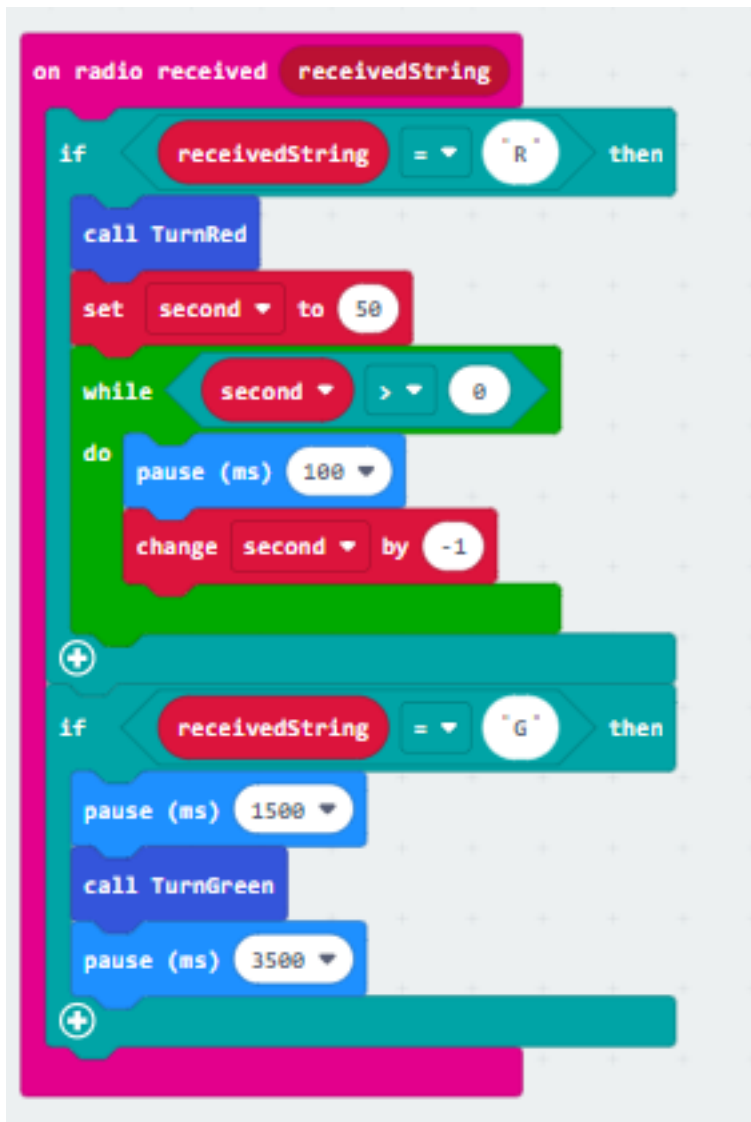 on radio received receivedString
if receivedString = "R" then
call TurnRed
set second to 50
while second > 0
do
pause (ms) 100
change second by -1
if receivedString = "G" then
pause (ms) 1500
call TurnGreen
pause (ms) 3500